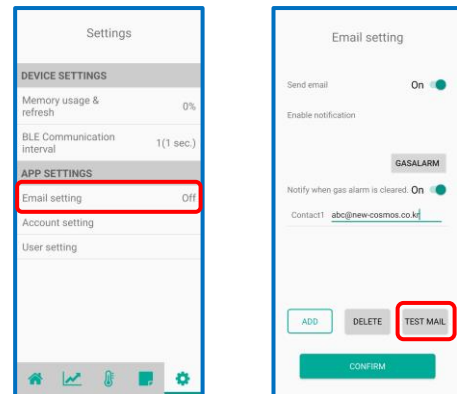 Settings
DEVICE SETTINGS
Memory usage &
refresh
0%
BLE Communication
interval
1(1 sec.)
APP SETTINGS
Email setting
Off
Account setting
User setting
Email setting
Send email
On
Enable notification
GASALARM
Notify when gas alarm is cleared.
On
Contact1
abc@new-cosmos.co.kr
ADD
DELETE
TEST MAIL
CONFIRM